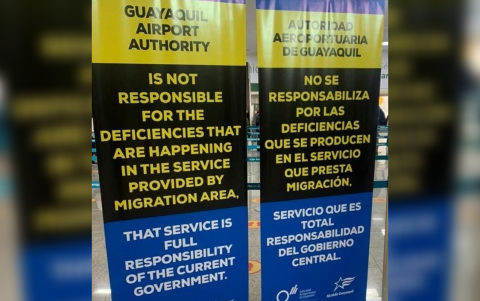 GUAYAQUIL
AIRPORT
AUTHORITY
IS NOT
RESPONSIBLE
FOR THE
DEFICIENCIES THAT
ARE HAPPENING
IN THE SERVICE
PROVIDED BY
MIGRATION AREA,
THAT SERVICE IS
FULL
RESPONSIBILITY
OF THE CURRENT
GOVERNMENT.
AUTORIDAD
AEROPORTUARIA
DE GUAYAQUIL
NO SE
RESPONSABILIZA
POR LAS
DEFICIENCIAS
QUE SE PRODUCEN
EN EL SERVICIO
QUE PRESTA
MIGRACIÓN,
SERVICIO QUE ES
TOTAL
RESPONSABILIDAD
DEL GOBIERNO
CENTRAL.
Alcaldía Guayaquil